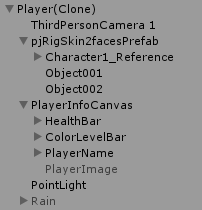 Player(Clone)
ThirdPersonCamera 1
pjRigSkin2facesPrefab
Character1_Reference
Object001
Object002
PlayerInfoCanvas
HealthBar
ColorLevelBar
PlayerName
PlayerImage
PointLight
Rain